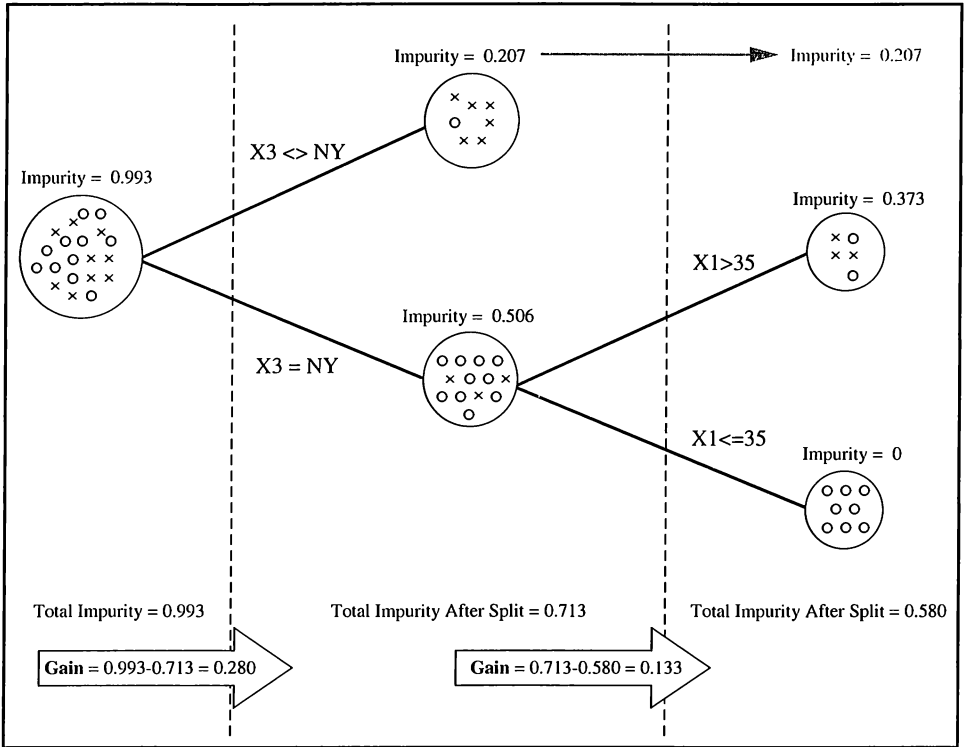 Impurity = 0.207
Impurity = 0.207
X3 <> NY
Impurity = 0.993
Impurity = 0.373
X1>35
Impurity = 0.506
X3 = NY
X1<=35
Impurity = 0
Total Impurity = 0.993
Total Impurity After Split = 0.713
Total Impurity After Split = 0.580
Gain = 0.993-0.713 = 0.280
Gain = 0.713-0.580 = 0.133